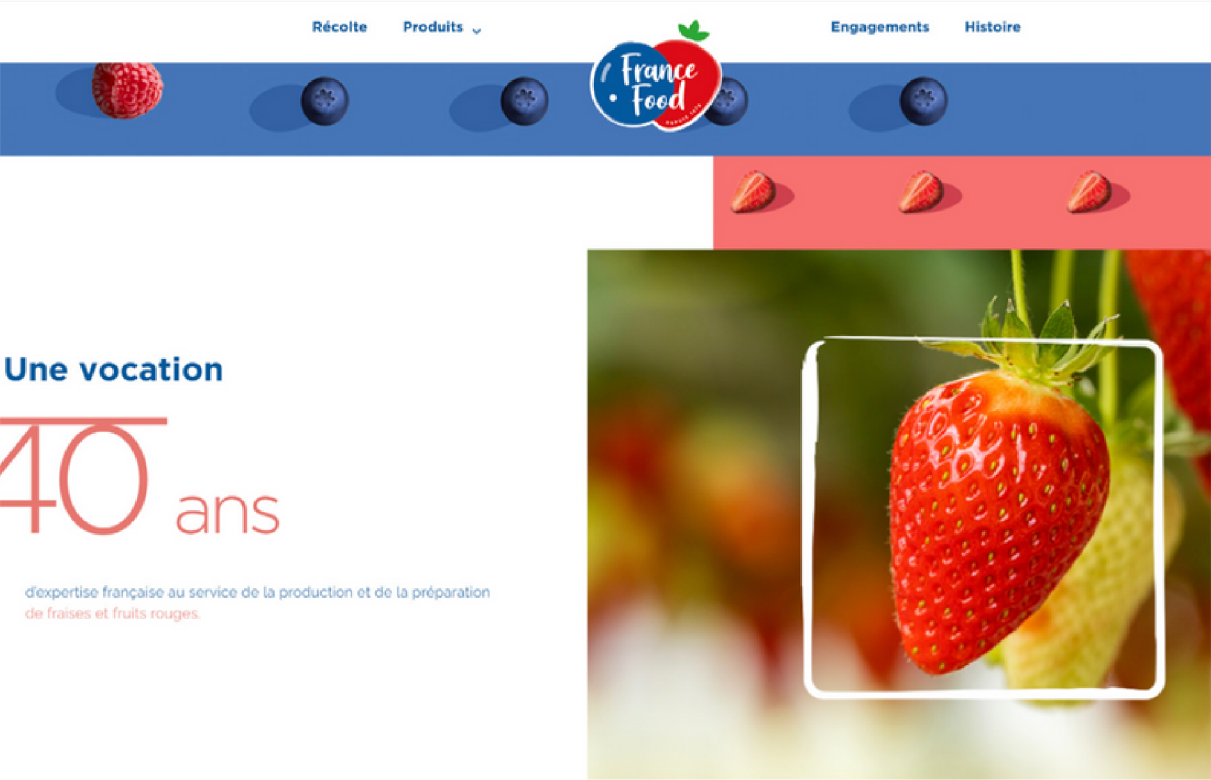 Récolte
Produits
Engagements
Histoire
France
Food
Une vocation
40 ans
d'expertise française au service de la production et de la préparation
de fraises et fruits rouges.